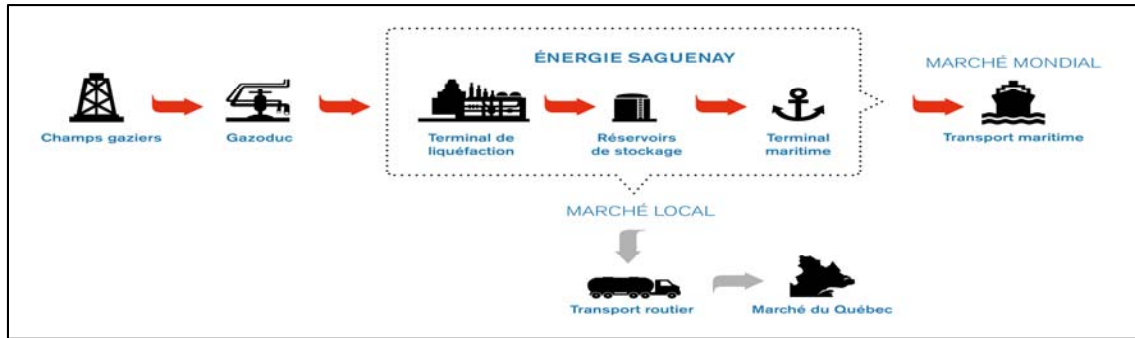 ÉNERGIE SAGUENAY
MARCHÉ MONDIAL
Champs gaziers
Gazoduc
Terminal de
liquéfaction
Réservoirs
de stockage
Terminal
maritime
Transport maritime
MARCHÉ LOCAL
Transport routier
Marché du Québec